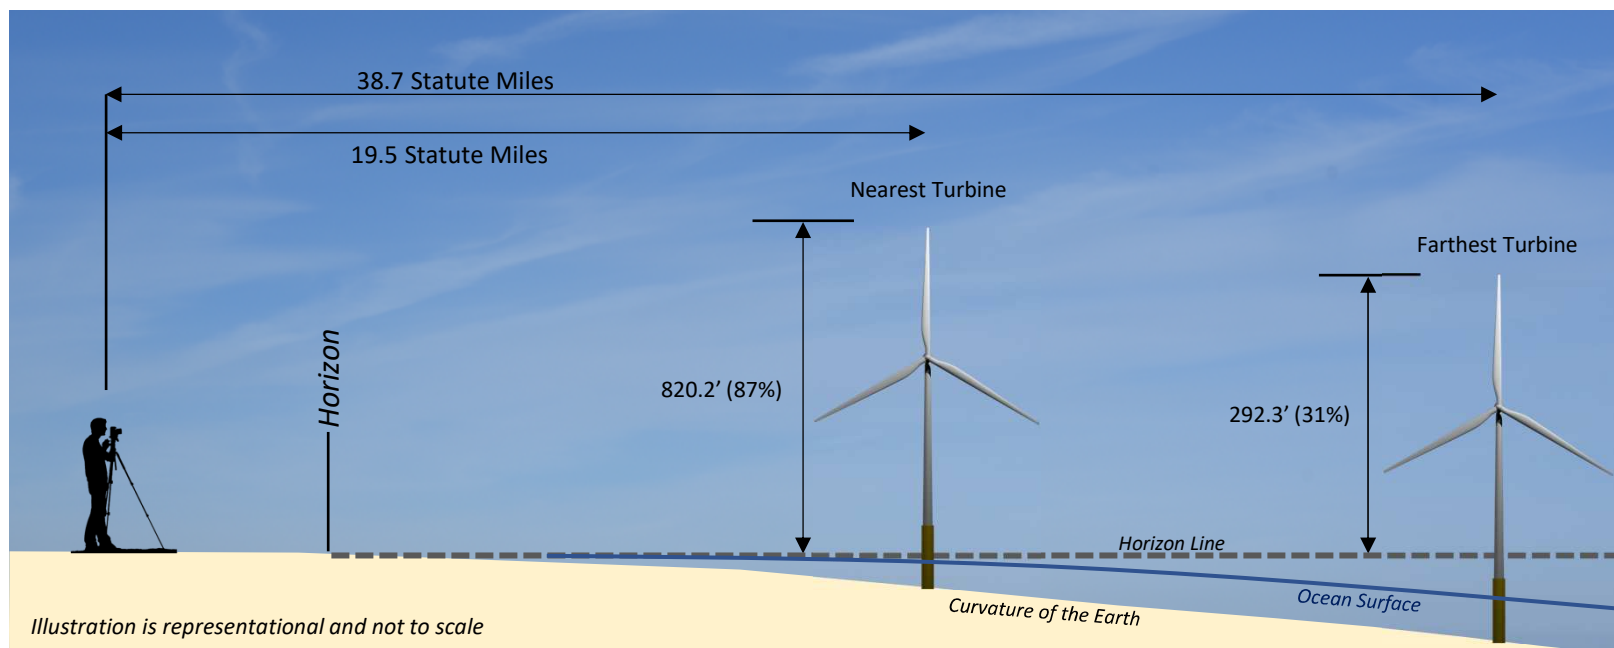 38.7 Statute Miles
19.5 Statute Miles
Nearest Turbine
Farthest Turbine
Horizon
820.2’ (87%)
292.3’ (31%)
Horizon Line
Ocean Surface
Curvature of the Earth
Illustration is representational and not to scale